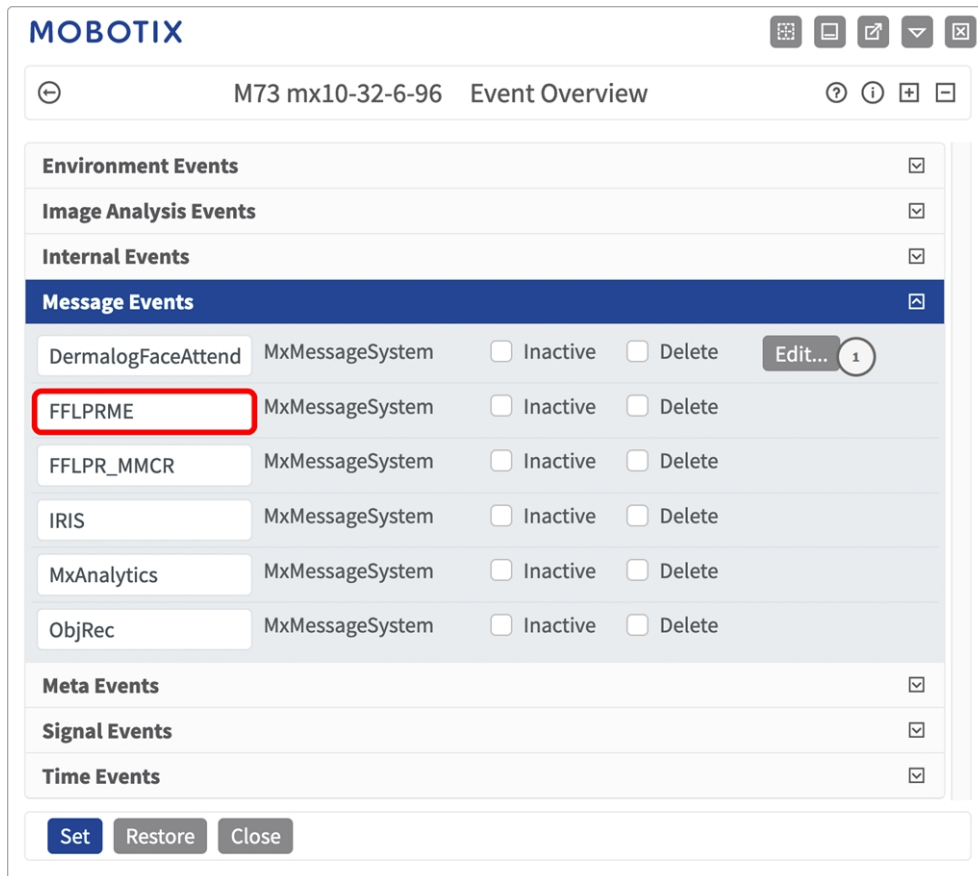 MOBOTIX
M73 mx10-32-6-96 Event Overview
Environment Events
Image Analysis Events
Internal Events
Message Events
DermalogFaceAttend MxMessageSystem Inactive Delete Edit... 1
FFLPRME MxMessageSystem Inactive Delete
FFLPR_MMCR MxMessageSystem Inactive Delete
IRIS MxMessageSystem Inactive Delete
MxAnalytics MxMessageSystem Inactive Delete
ObjRec MxMessageSystem Inactive Delete
Meta Events
Signal Events
Time Events
Set Restore Close